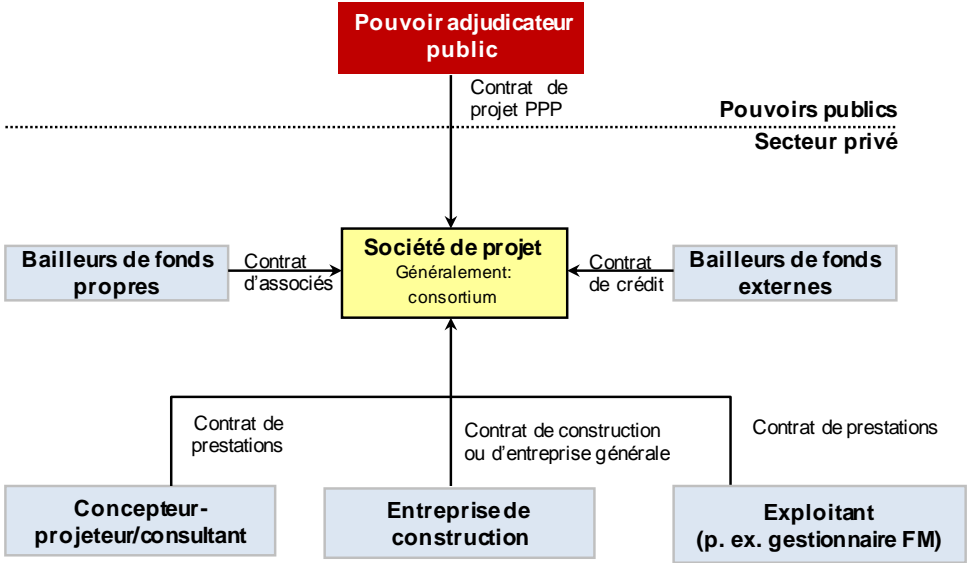 Pouvoir adjudicateur
public
Contrat de
projet PPP
Pouvoirs publics
Secteur privé
Bailleurs de fonds
propres
Contrat
d'associés
Société de projet
Généralement:
consortium
Contrat
de crédit
Bailleurs de fonds
externes
Contrat de
prestations
Contrat de construction
ou d'entreprise générale
Contrat de prestations
Concepteur-
projeteur/consultant
Entreprise de
construction
Exploitant
(p. ex. gestionnaire FM)